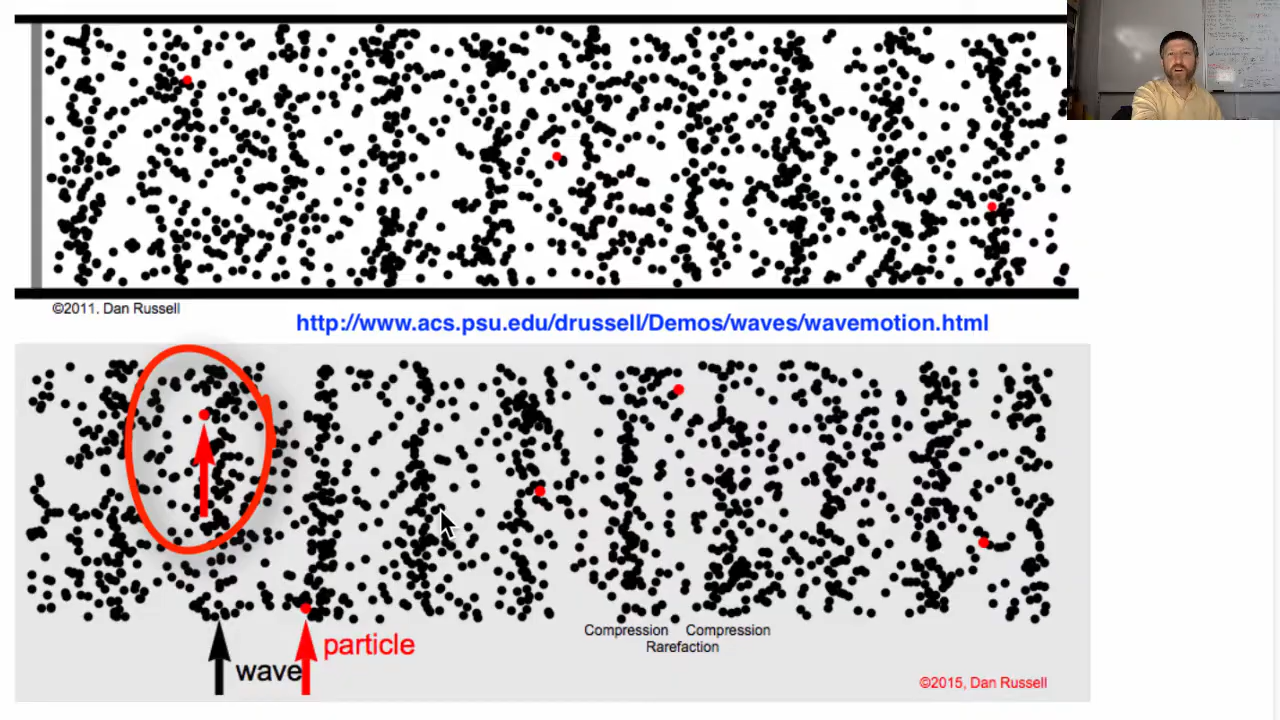 ©2011. Dan Russell
http://www.acs.psu.edu/drussell/Demos/waves/wavemotion.html
Compression Compression
Rarefaction
particle
wave
©2015, Dan Russell